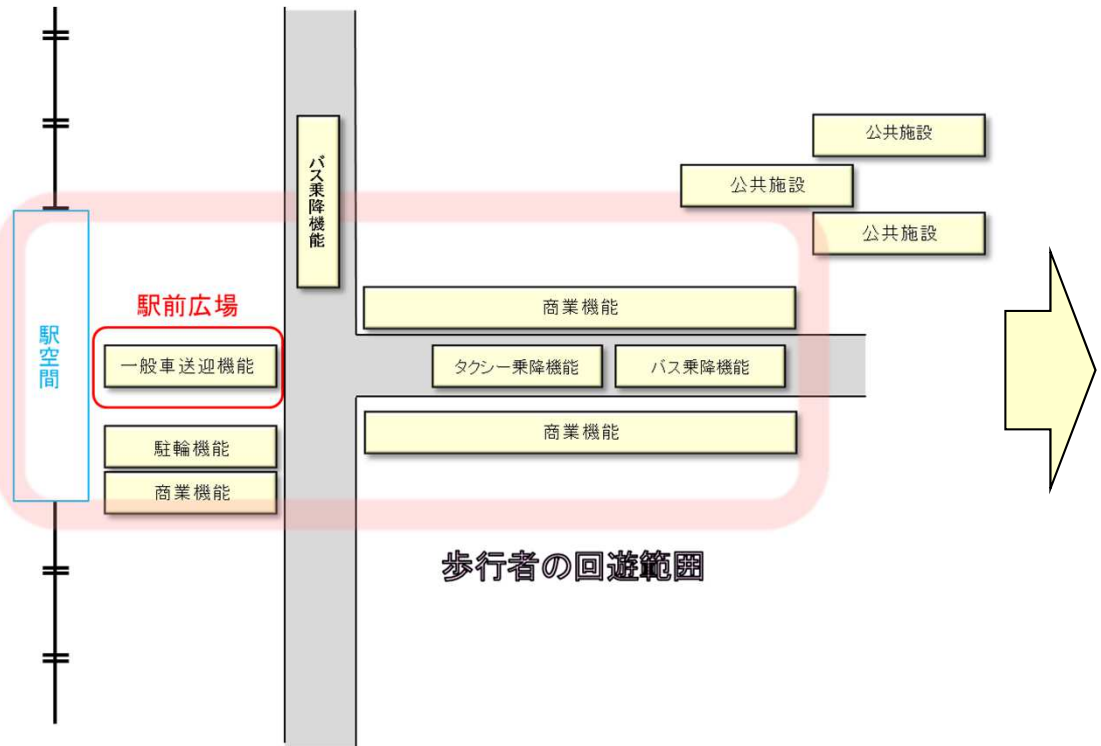 公共施設
公共施設
公共施設
バス乗降機能
駅前広場
商業機能
駅空間
一般車送迎機能
タクシー乗降機能
バス乗降機能
駐輪機能
商業機能
商業機能
歩行者の回遊範囲